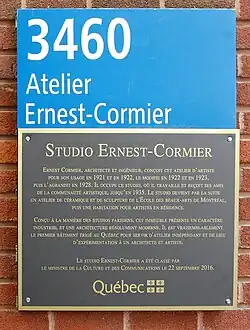 3460
Atelier
Ernest-Cormier
STUDIO ERNEST-CORMIER
ERNEST CORMIER, ARCHITECTE ET INGÉNIEUR, CONÇOIT CET ATELIER D'ARTISTE
POUR SON USAGE EN 1921 ET EN 1922, LE MODIFIE EN 1922 ET EN 1923,
PUIS L'AGRANDIT EN 1928. IL OCCUPE CE STUDIO, OÙ IL TRAVAILLE ET REÇOIT SES AMIS
DE LA COMMUNAUTÉ ARTISTIQUE, JUSQU'EN 1935. LE STUDIO DEVIENT PAR LA SUITE
UN ATELIER DE CÉRAMIQUE ET DE SCULPTURE DE L'ÉCOLE DES BEAUX-ARTS DE MONTRÉAL,
PUIS UNE HABITATION POUR ARTISTES EN RÉSIDENCE.
CONÇU À LA MANIÈRE DES STUDIOS PARISIENS, CET IMMEUBLE PRÉSENTE UN CARACTÈRE
INDUSTRIEL ET UNE ARCHITECTURE RÉSOLUMENT MODERNE. IL EST VRAISEMBLABLEMENT
LE PREMIER BÂTIMENT ÉRIGÉ AU QUÉBEC POUR SERVIR D'ATELIER INDÉPENDANT ET DE LIEU
D'EXPÉRIMENTATION À UN ARCHITECTE ET ARTISTE.
LE STUDIO ERNEST-CORMIER A ÉTÉ CLASSÉ PAR
LE MINISTRE DE LA CULTURE ET DES COMMUNICATIONS LE 22 SEPTEMBRE 2016.
Québec